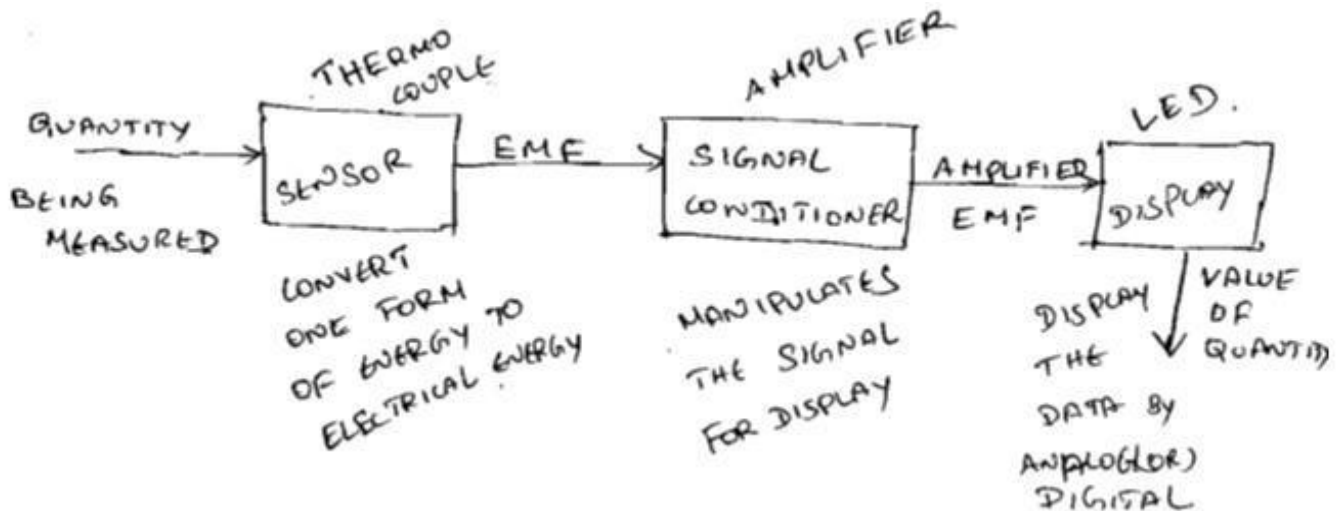 THERMO
COUPLE
AMPLIFIER
LED.
QUANTITY
BEING
MEASURED
SENSOR
EMF
SIGNAL
CONDITIONER
AMPLIFIER
EMF
DISPLAY
CONVERT
ONE FORM
OF ENERGY TO
ELECTRICAL ENERGY
MANIPULATES
THE SIGNAL
FOR DISPLAY
DISPLAY
THE
DATA BY
ANALOG(OR)
DIGITAL
VALUE
OF
QUANTITY